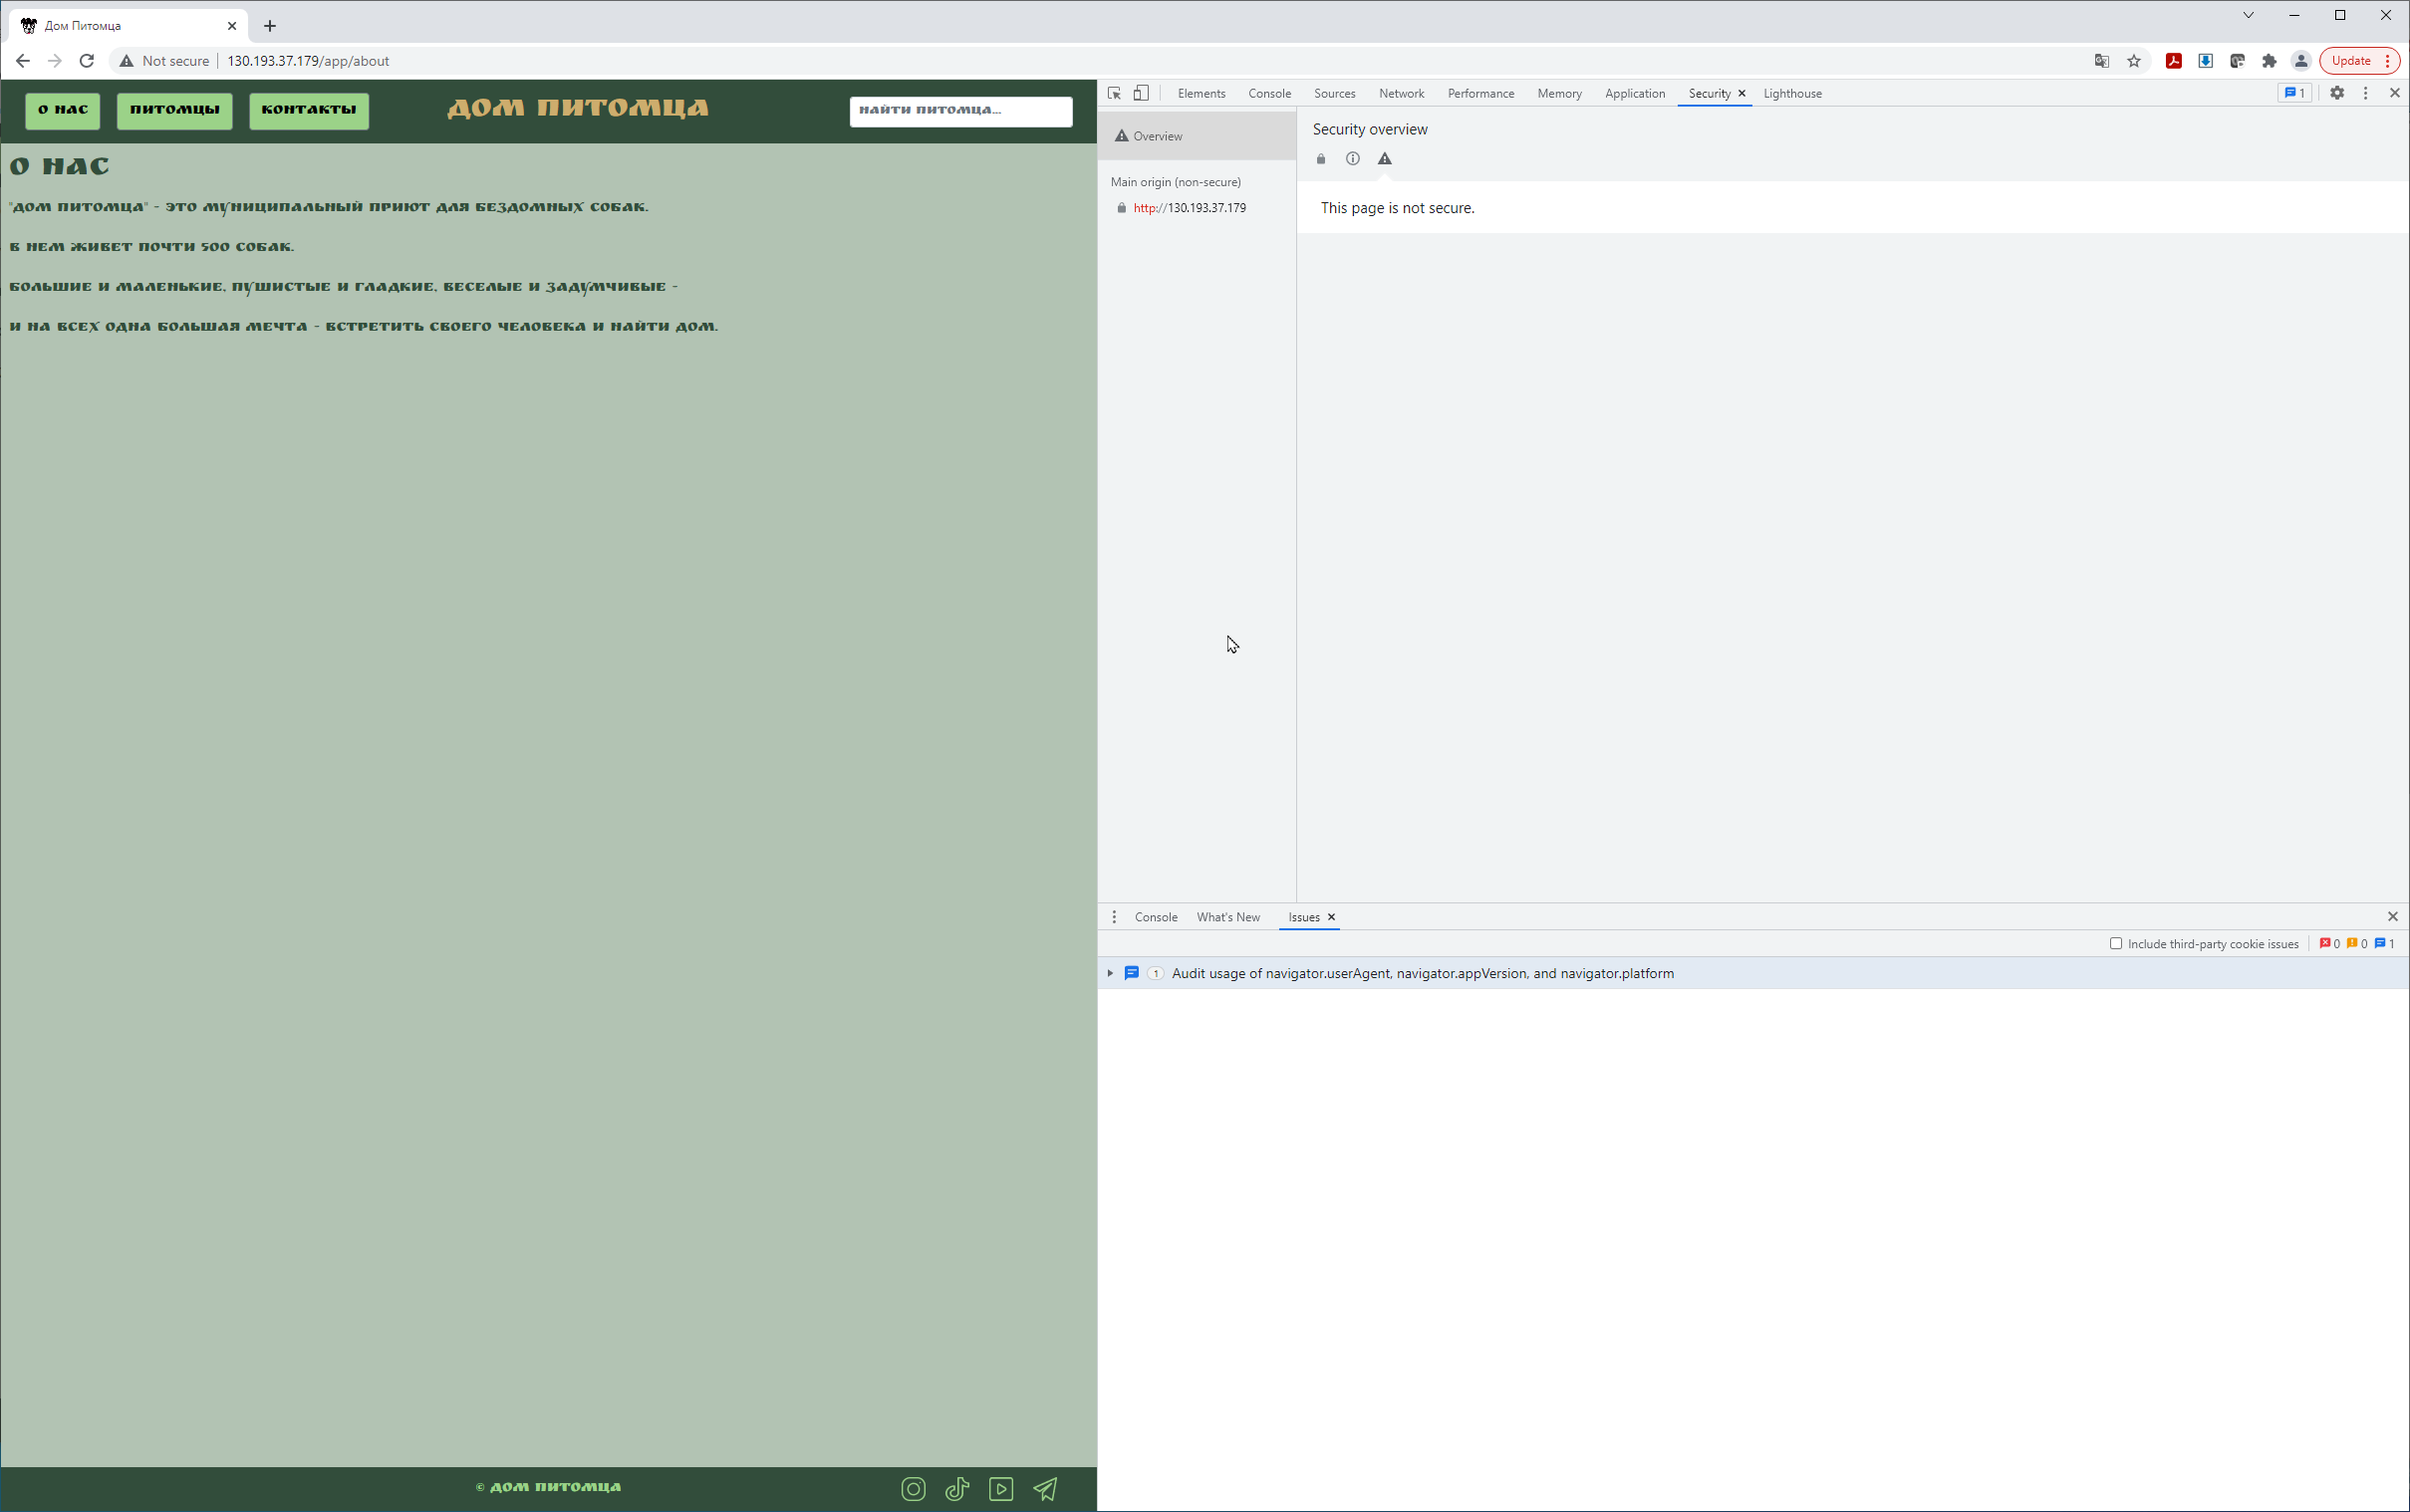 Дом Питомца
Not secure
130.193.37.179/app/about
Update
О НАС
ПИТОМЦЫ
КОНТАКТЫ
ДОМ ПИТОМЦА
НАЙТИ ПИТОМЦА...
О НАС
"ДОМ ПИТОМЦА" - ЭТО МУНИЦИПАЛЬНЫЙ ПРИЮТ ДЛЯ БЕЗДОМНЫХ СОБАК.
В НЕМ ЖИВЕТ ПОЧТИ 500 СОБАК.
БОЛЬШИЕ И МАЛЕНЬКИЕ, ПУШИСТЫЕ И ГЛАДКИЕ, ВЕСЕЛЫЕ И ЗАДУМЧИВЫЕ -
И НА ВСЕХ ОДНА БОЛЬШАЯ МЕЧТА - ВСТРЕТИТЬ СВОЕГО ЧЕЛОВЕКА И НАЙТИ ДОМ.
© ДОМ ПИТОМЦА
Elements Console Sources Network Performance Memory Application Security Lighthouse 1
Overview
Main origin (non-secure)
http://130.193.37.179
Security overview
This page is not secure.
Console What's New Issues
Include third-party cookie issues 0 0 1
1 Audit usage of navigator.userAgent, navigator.appVersion, and navigator.platform